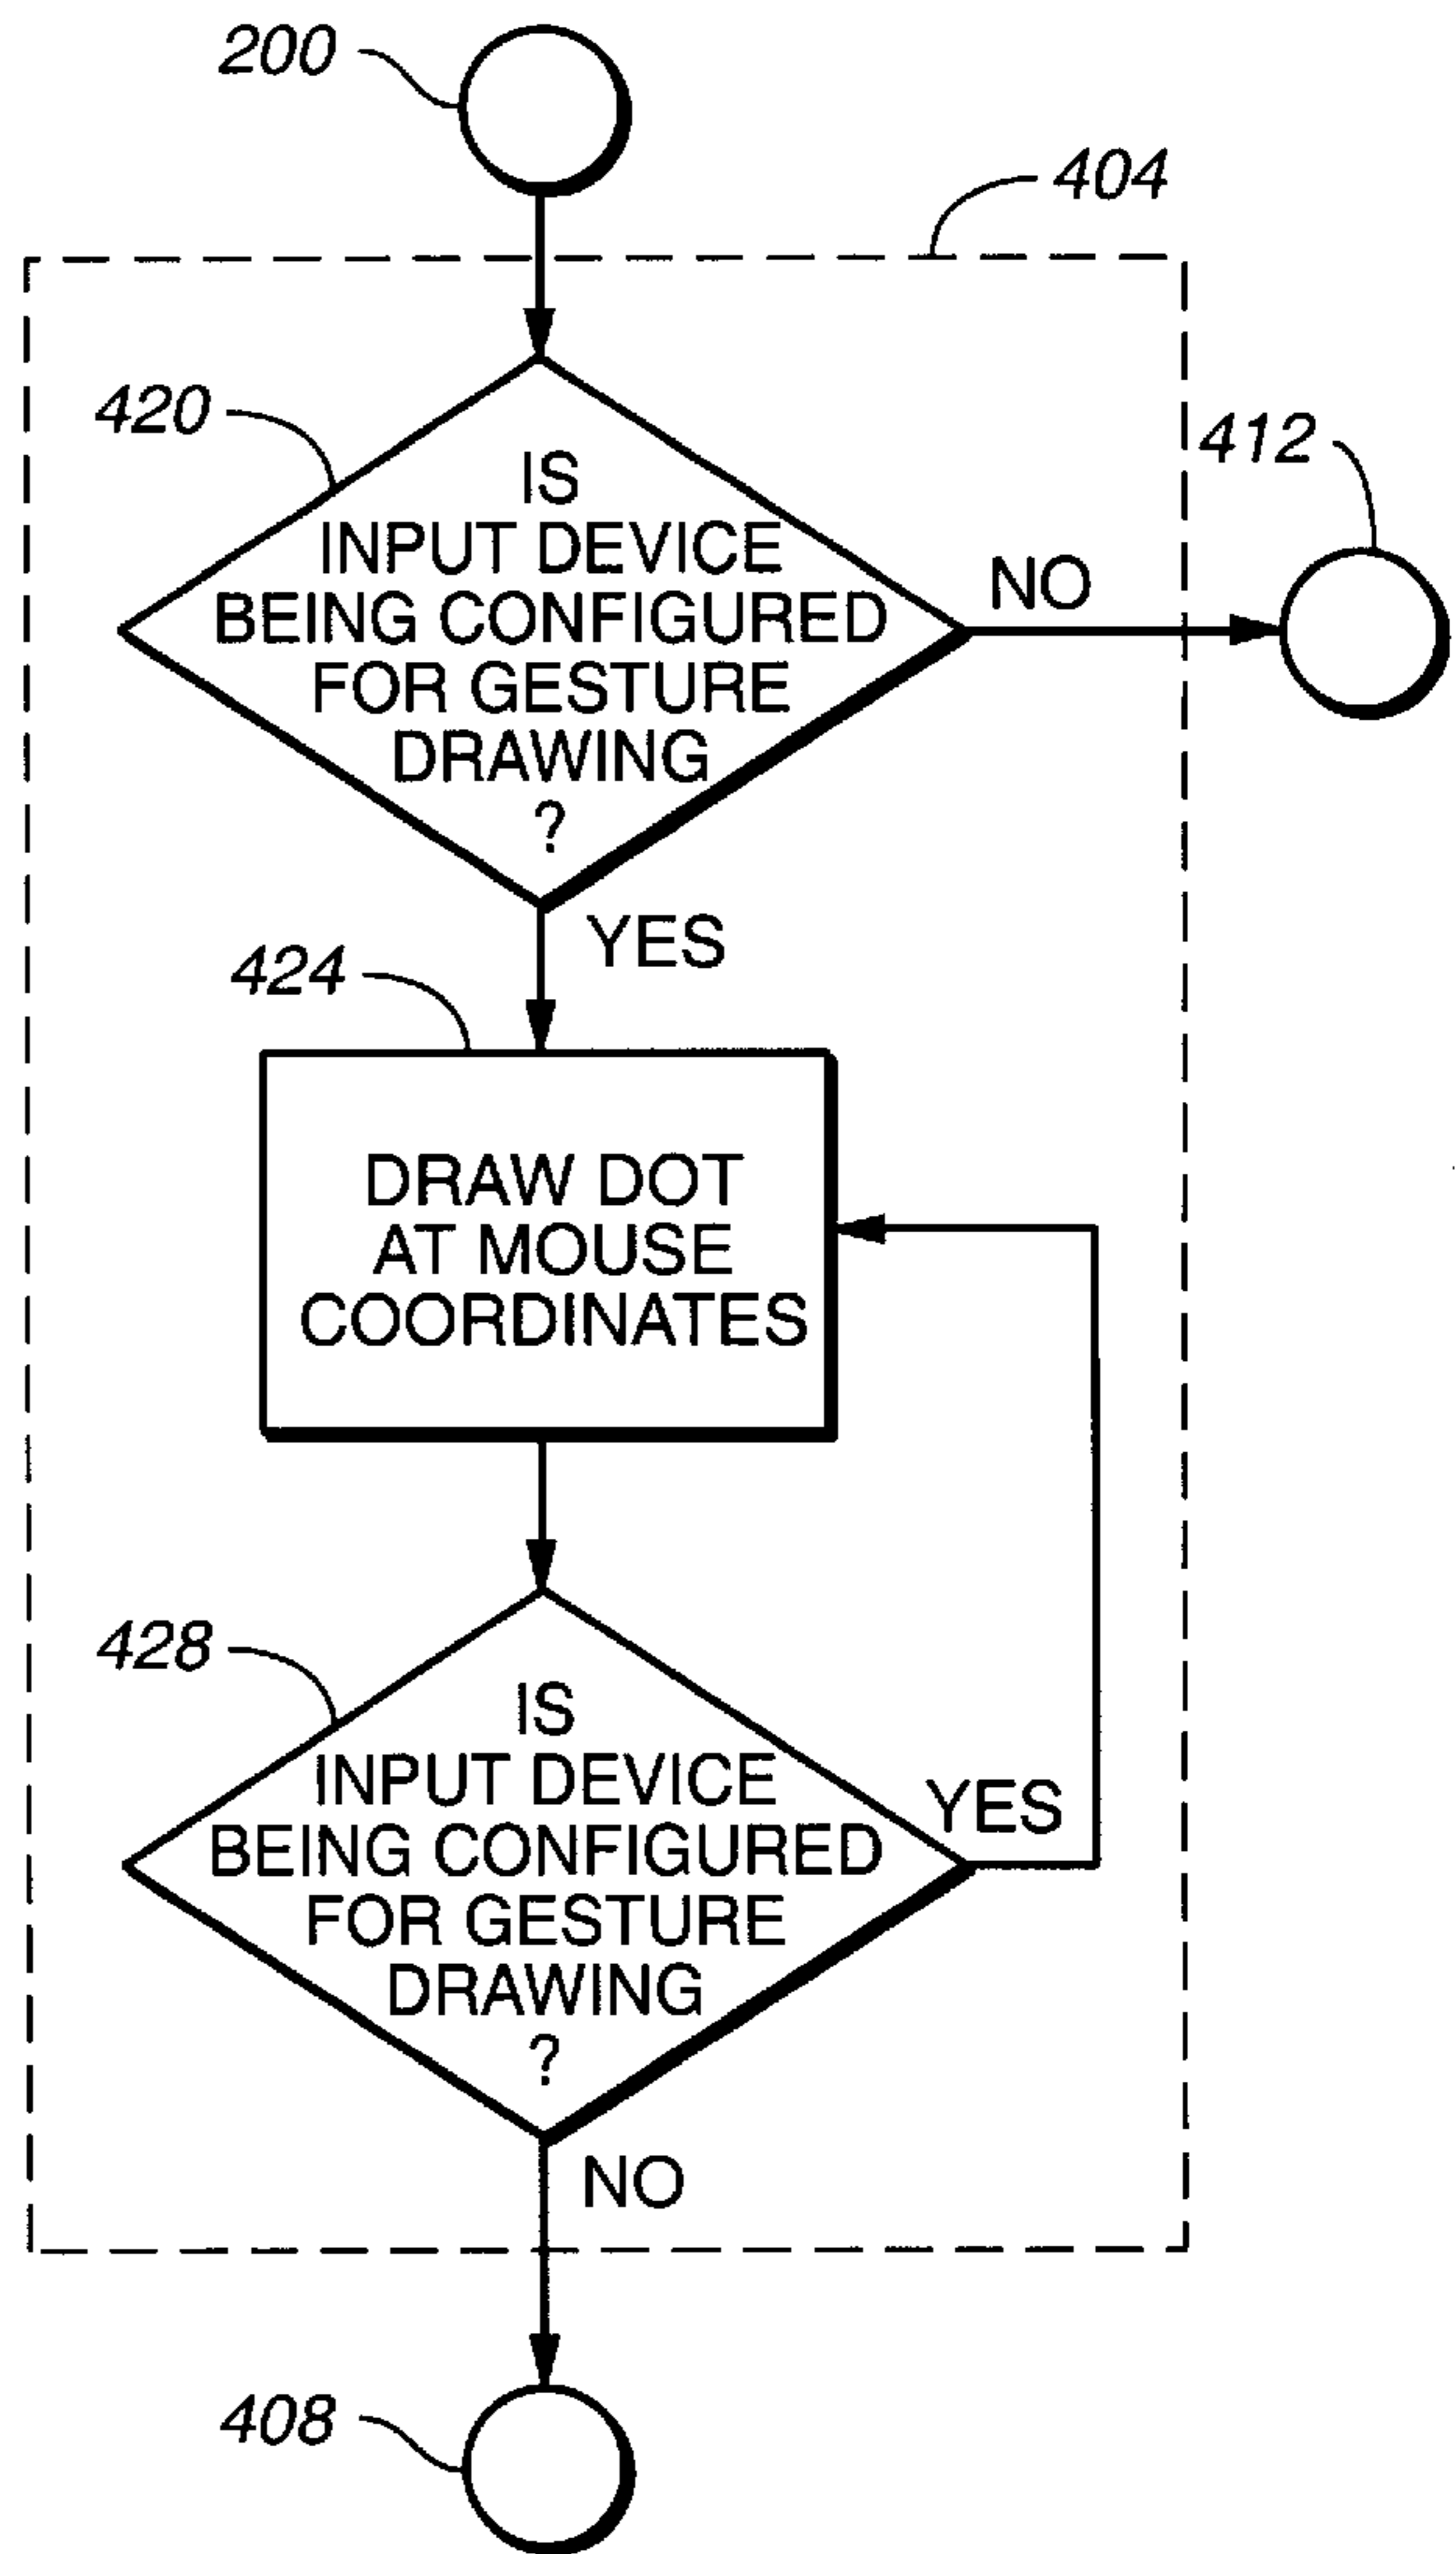 200
404
420
412
IS
INPUT DEVICE
BEING CONFIGURED
FOR GESTURE
DRAWING
?
NO
YES
424
DRAW DOT
AT MOUSE
COORDINATES
428
IS
INPUT DEVICE
BEING CONFIGURED
FOR GESTURE
DRAWING
?
YES
NO
408